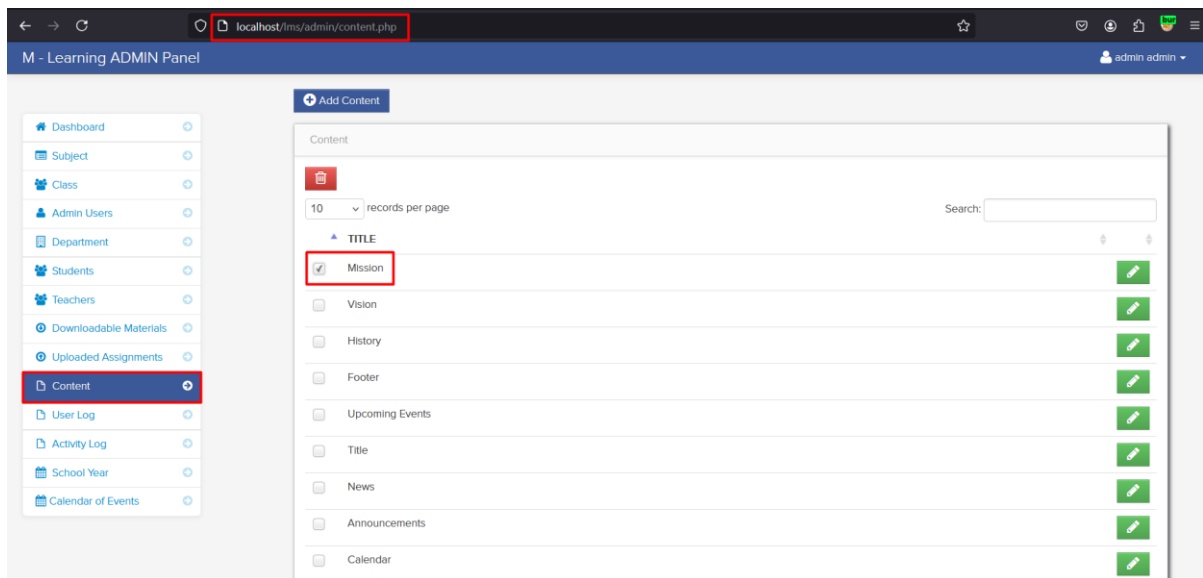 localhost/lms/admin/content.php
bur
M - Learning ADMIN Panel
admin admin
Add Content
Dashboard
Subject
Class
Admin Users
Department
Students
Teachers
Downloadable Materials
Uploaded Assignments
Content
User Log
Activity Log
School Year
Calendar of Events
Content
10 records per page
Search:
TITLE
Mission
Vision
History
Footer
Upcoming Events
Title
News
Announcements
Calendar